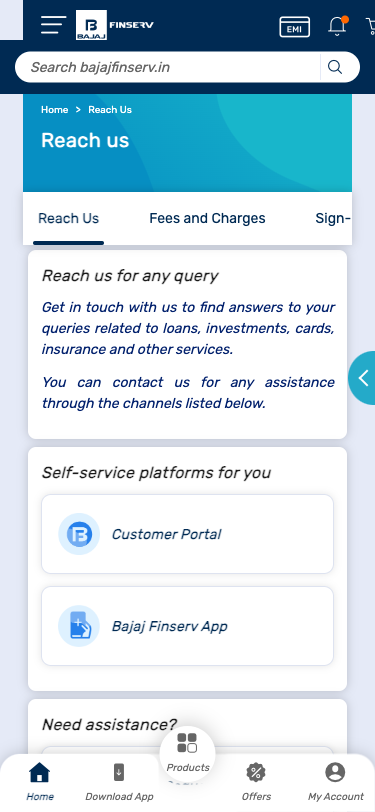 B
BAJAJ
FINSERV
EMI
Search bajajfinserv.in
Home > Reach Us
Reach us
Reach Us
Fees and Charges
Sign-
Reach us for any query
Get in touch with us to find answers to your
queries related to loans, investments, cards,
insurance and other services.
You can contact us for any assistance
through the channels listed below.
Self-service platforms for you
Customer Portal
Bajaj Finserv App
Need assistance?
Products
Home
Download App
Offers
My Account